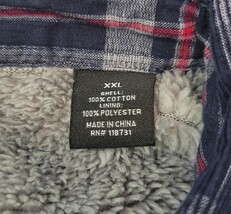 XXL
SHELL:
100% COTTON
LINING:
100% POLYESTER
MADE IN CHINA
RN# 118731